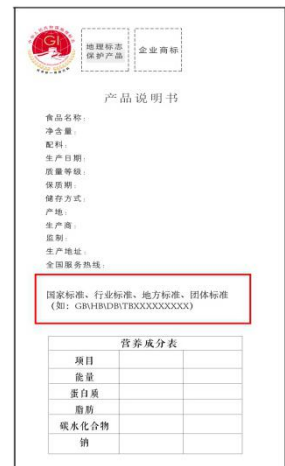 GI
地理标志
保护产品
企业商标
产品说明书
食品名称：
净含量：
配料：
生产日期：
质量等级：
保质期：
储存方式：
产地：
生产商：
监制：
生产地址：
全国服务热线：
国家标准、行业标准、地方标准、团体标准
（如：GB\HB\DB\TBXXXXXXXXX）
营养成分表
项目
能量
蛋白质
脂肪
碳水化合物
钠